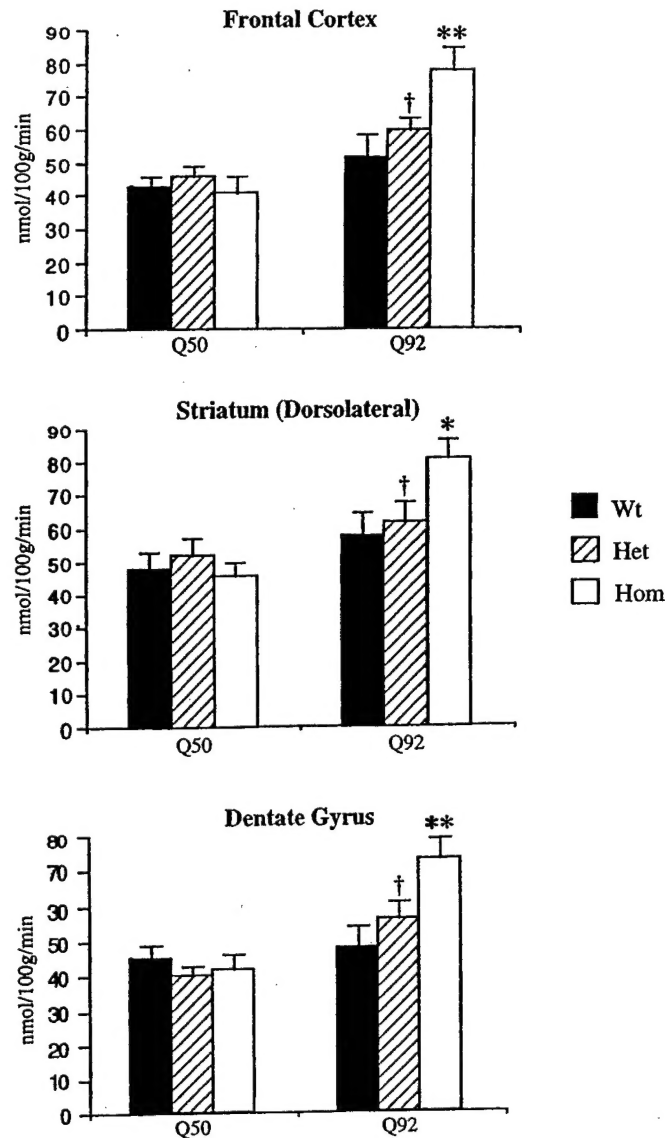 Frontal Cortex
**
90
80
70
†
60
50
40
30
20
10
0
nmol/100g/min
Q50 Q92
Striatum (Dorsolateral)
90
*
80
70
†
60
50
40
30
20
10
0
nmol/100g/min
Q50 Q92
Wt
Het
Hom
Dentate Gyrus
**
80
70
†
30
50
40
30
20
10
0
nmol/100g/min
Q50 Q92